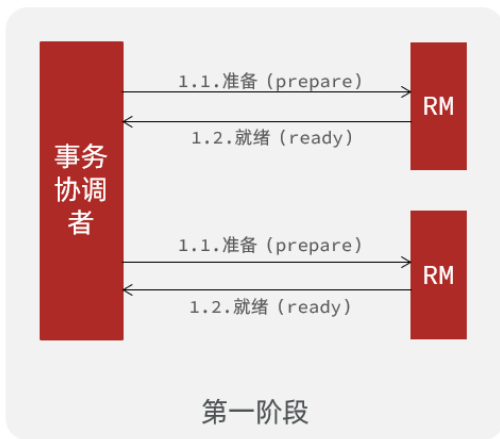 事务
协调
者
1.1.准备（prepare）
RM
1.2.就绪（ready）
1.1.准备（prepare）
RM
1.2.就绪（ready）
第一阶段